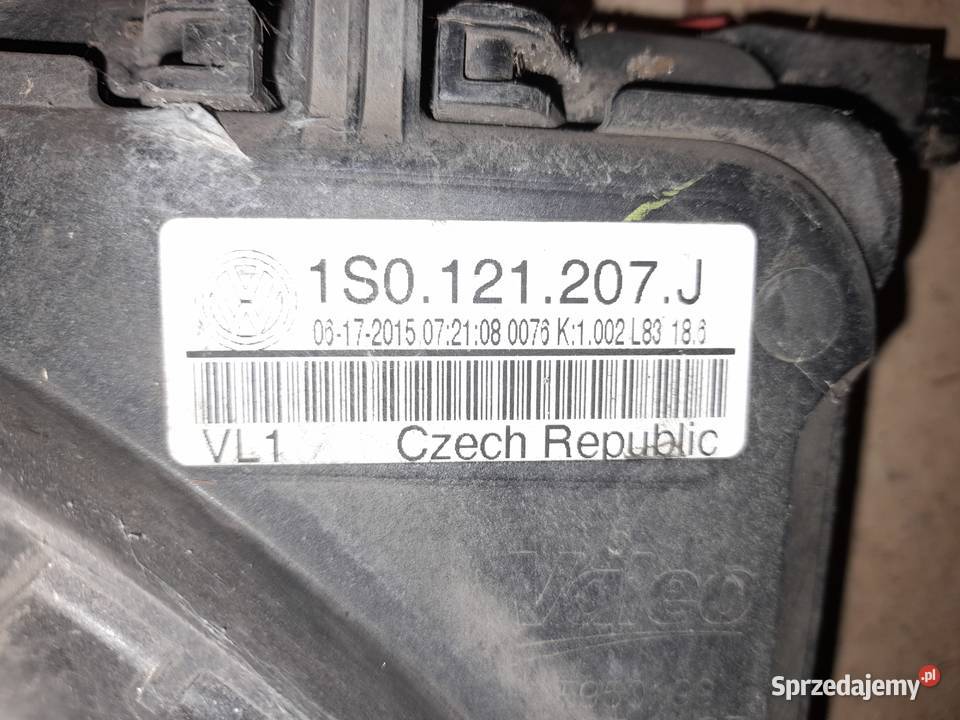 1S0.121.207.J
06-17-2015 07:21:08 0076 K:1.002 L83 18.6
VL1 Czech Republic
Valeo
Sprzedajemy.pl